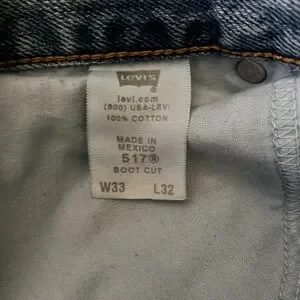 LEVI'S
levi.com
(800) USA-LEVI
100% COTTON
MADE IN
MEXICO
517®
BOOT CUT
W33 L32